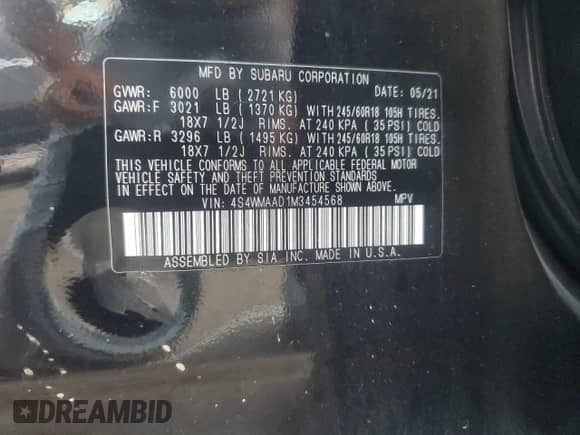 MFD BY SUBARU CORPORATION
DATE: 05/21
GVWR: 6000 LB ( 2721 KG)
GAWR:F 3021 LB ( 1370 KG) WITH 245/60R18 105H TIRES.
18X7 1/2J RIMS. AT 240 KPA ( 35 PSI) COLD
GAWR:R 3296 LB ( 1495 KG) WITH 245/60R18 105H TIRES.
18X7 1/2J RIMS. AT 240 KPA ( 35 PSI) COLD
THIS VEHICLE CONFORMS TO ALL APPLICABLE FEDERAL MOTOR
VEHICLE SAFETY AND THEFT PREVENTION STANDARDS
IN EFFECT ON THE DATE OF MANUFACTURE SHOWN ABOVE.
VIN: 4S4WMAAD1M3454568 MPV
ASSEMBLED BY SIA INC. MADE IN U.S.A.
DREAMBID